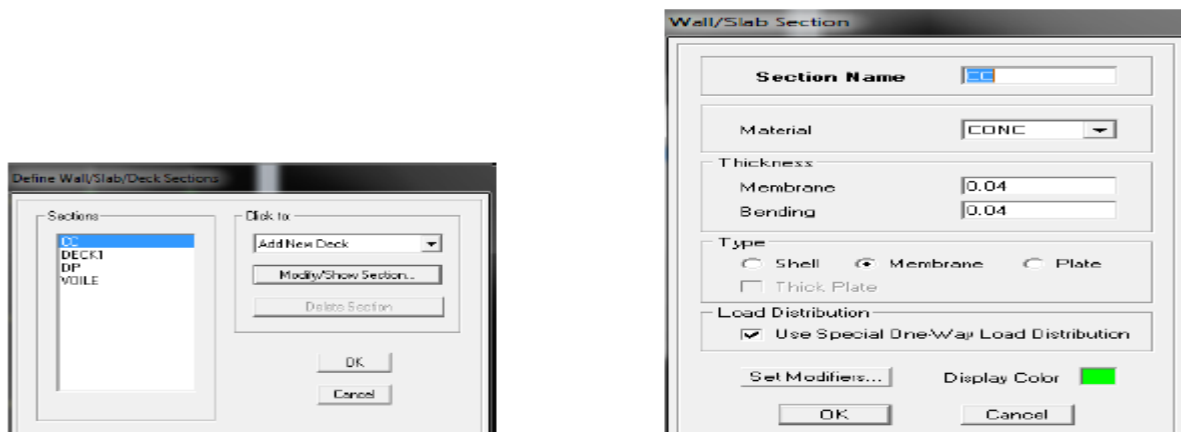 Define Wall/Slab/Deck Sections
Sections
CC
DECK1
DP
VOILE
Click to:
Add New Deck
Modify/Show Section...
Delete Section
OK
Cancel
Wall/Slab Section
Section Name
CC
Material
CONC
Thickness
Membrane
0.04
Bending
0.04
Type
Shell
Membrane
Plate
Thick Plate
Load Distribution
Use Special One-Way Load Distribution
Set Modifiers...
Display Color
OK
Cancel